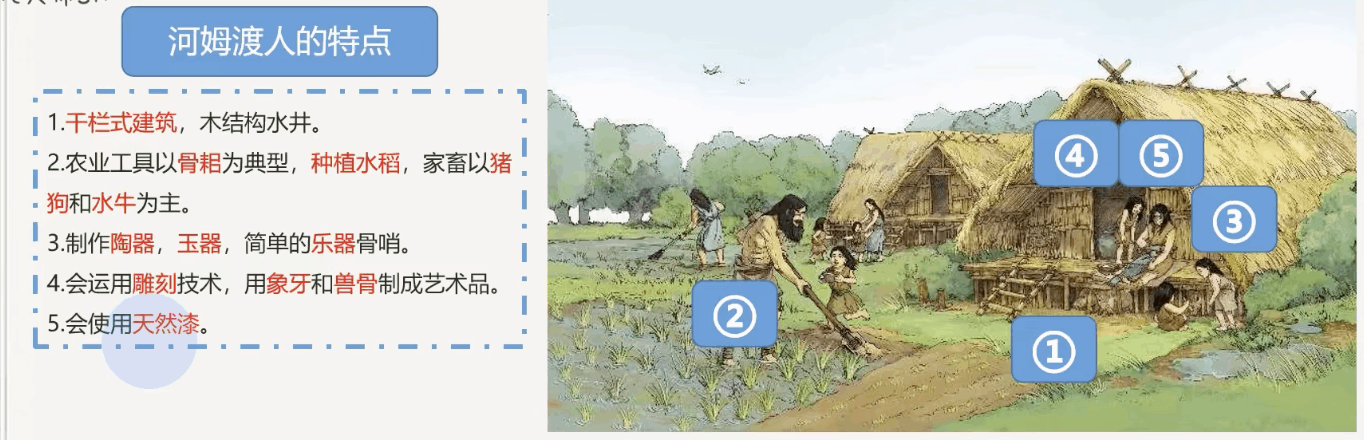 河姆渡人的特点
1.干栏式建筑，木结构水井。
2.农业工具以骨耜为典型，种植水稻，家畜以猪
狗和水牛为主。
3.制作陶器，玉器，简单的乐器骨哨。
4.会运用雕刻技术，用象牙和兽骨制成艺术品。
5.会使用天然漆。
④ ⑤
③
②
①